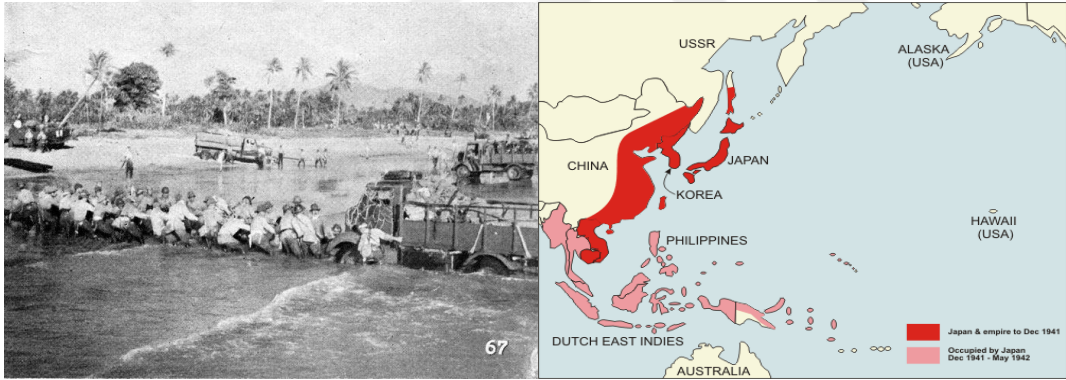 67
USSR
ALASKA
(USA)
CHINA
JAPAN
KOREA
HAWAII
(USA)
PHILIPPINES
DUTCH EAST INDIES
AUSTRALIA
Japan & empire to Dec 1941
Occupied by Japan
Dec 1941 - May 1942